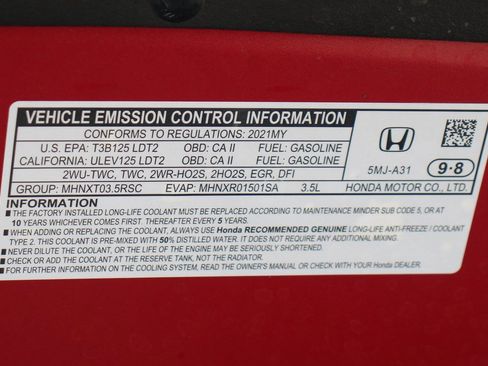 VEHICLE EMISSION CONTROL INFORMATION
CONFORMS TO REGULATIONS: 2021MY
U.S. EPA: T3B125 LDT2 OBD: CA II FUEL: GASOLINE
CALIFORNIA: ULEV125 LDT2 OBD: CA II FUEL: GASOLINE
2WU-TWC, TWC, 2WR-HO2S, 2HO2S, EGR, DFI
GROUP: MHNXT03.5RSC EVAP: MHNXR01501SA 3.5L
5MJ-A31 9·8
HONDA MOTOR CO., LTD.
INFORMATION
■ THE FACTORY INSTALLED LONG-LIFE COOLANT MUST BE REPLACED ACCORDING TO MAINTENANCE MINDER SUB CODE 5, OR AT
10 YEARS WHICHEVER COMES FIRST. THEREAFTER EVERY 5 YEARS.
■ WHEN ADDING OR REPLACING THE COOLANT, ALWAYS USE Honda RECOMMENDED GENUINE LONG-LIFE ANTI-FREEZE / COOLANT
TYPE 2. THIS COOLANT IS PRE-MIXED WITH 50% DISTILLED WATER. IT DOES NOT REQUIRE ANY ADDITIONAL MIXING.
■ NEVER DILUTE THE COOLANT, OR THE LIFE OF THE ENGINE MAY BE SERIOUSLY SHORTENED.
■ CHECK OR ADD THE COOLANT AT THE RESERVE TANK, NOT THE RADIATOR.
■ FOR FURTHER INFORMATION ON THE COOLING SYSTEM, READ THE OWNER'S MANUAL OR CHECK WITH YOUR Honda DEALER.